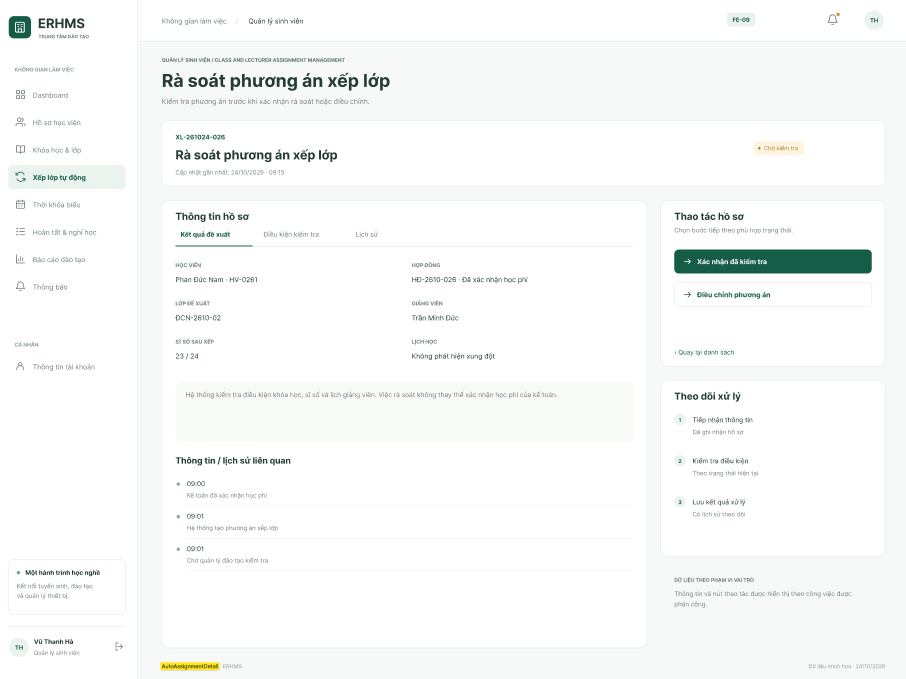 ERHMS
TRUNG TÂM ĐÀO TẠO
KHÔNG GIAN LÀM VIỆC
Dashboard
Hồ sơ học viên
Khóa học & lớp
Xếp lớp tự động
Thời khóa biểu
Hoàn tất & nghỉ học
Báo cáo đào tạo
Thông báo
CÁ NHÂN
Thông tin tài khoản
Một hành trình học nghề
Kết nối tuyển sinh, đào tạo
và quản lý thiết bị.
TH
Vũ Thanh Hà
Quản lý sinh viên
Không gian làm việc / Quản lý sinh viên
FE-09
TH
QUẢN LÝ SINH VIÊN / CLASS AND LECTURER ASSIGNMENT MANAGEMENT
Rà soát phương án xếp lớp
Kiểm tra phương án trước khi xác nhận rà soát hoặc điều chỉnh.
XL-261024-026
Rà soát phương án xếp lớp
Cập nhật gần nhất: 24/10/2026 · 09:15
Chờ kiểm tra
Thông tin hồ sơ
Kết quả đề xuất
Điều kiện kiểm tra
Lịch sử
HỌC VIÊN
Phan Đức Nam · HV-0261
HỢP ĐỒNG
HĐ-2610-026 · Đã xác nhận học phí
LỚP ĐỀ XUẤT
ĐCN-2610-02
GIẢNG VIÊN
Trần Minh Đức
SĨ SỐ SAU XẾP
23 / 24
LỊCH HỌC
Không phát hiện xung đột
Hệ thống kiểm tra điều kiện khóa học, sĩ số và lịch giảng viên. Việc rà soát không thay thế xác nhận học phí của kế toán.
Thông tin / lịch sử liên quan
09:00
Kế toán đã xác nhận học phí
09:01
Hệ thống tạo phương án xếp lớp
09:01
Chờ quản lý đào tạo kiểm tra
Thao tác hồ sơ
Chọn bước tiếp theo phù hợp trạng thái.
→ Xác nhận đã kiểm tra
→ Điều chỉnh phương án
‹ Quay lại danh sách
Theo dõi xử lý
1 Tiếp nhận thông tin
Đã ghi nhận hồ sơ
2 Kiểm tra điều kiện
Theo trạng thái hiện tại
3 Lưu kết quả xử lý
Có lịch sử theo dõi
DỮ LIỆU THEO PHẠM VI VAI TRÒ
Thông tin và nút thao tác được hiển thị theo công việc được
phân công.
AutoAssignmentDetail · ERHMS
Dữ liệu minh họa · 24/10/2026